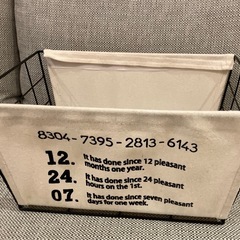 8304-7395-2813-6143
12. It has done since 12 pleasant
months one year.
24. It has done since 24 pleasant
hours on the 1st.
07. It has done since seven pleasant
days for one week.